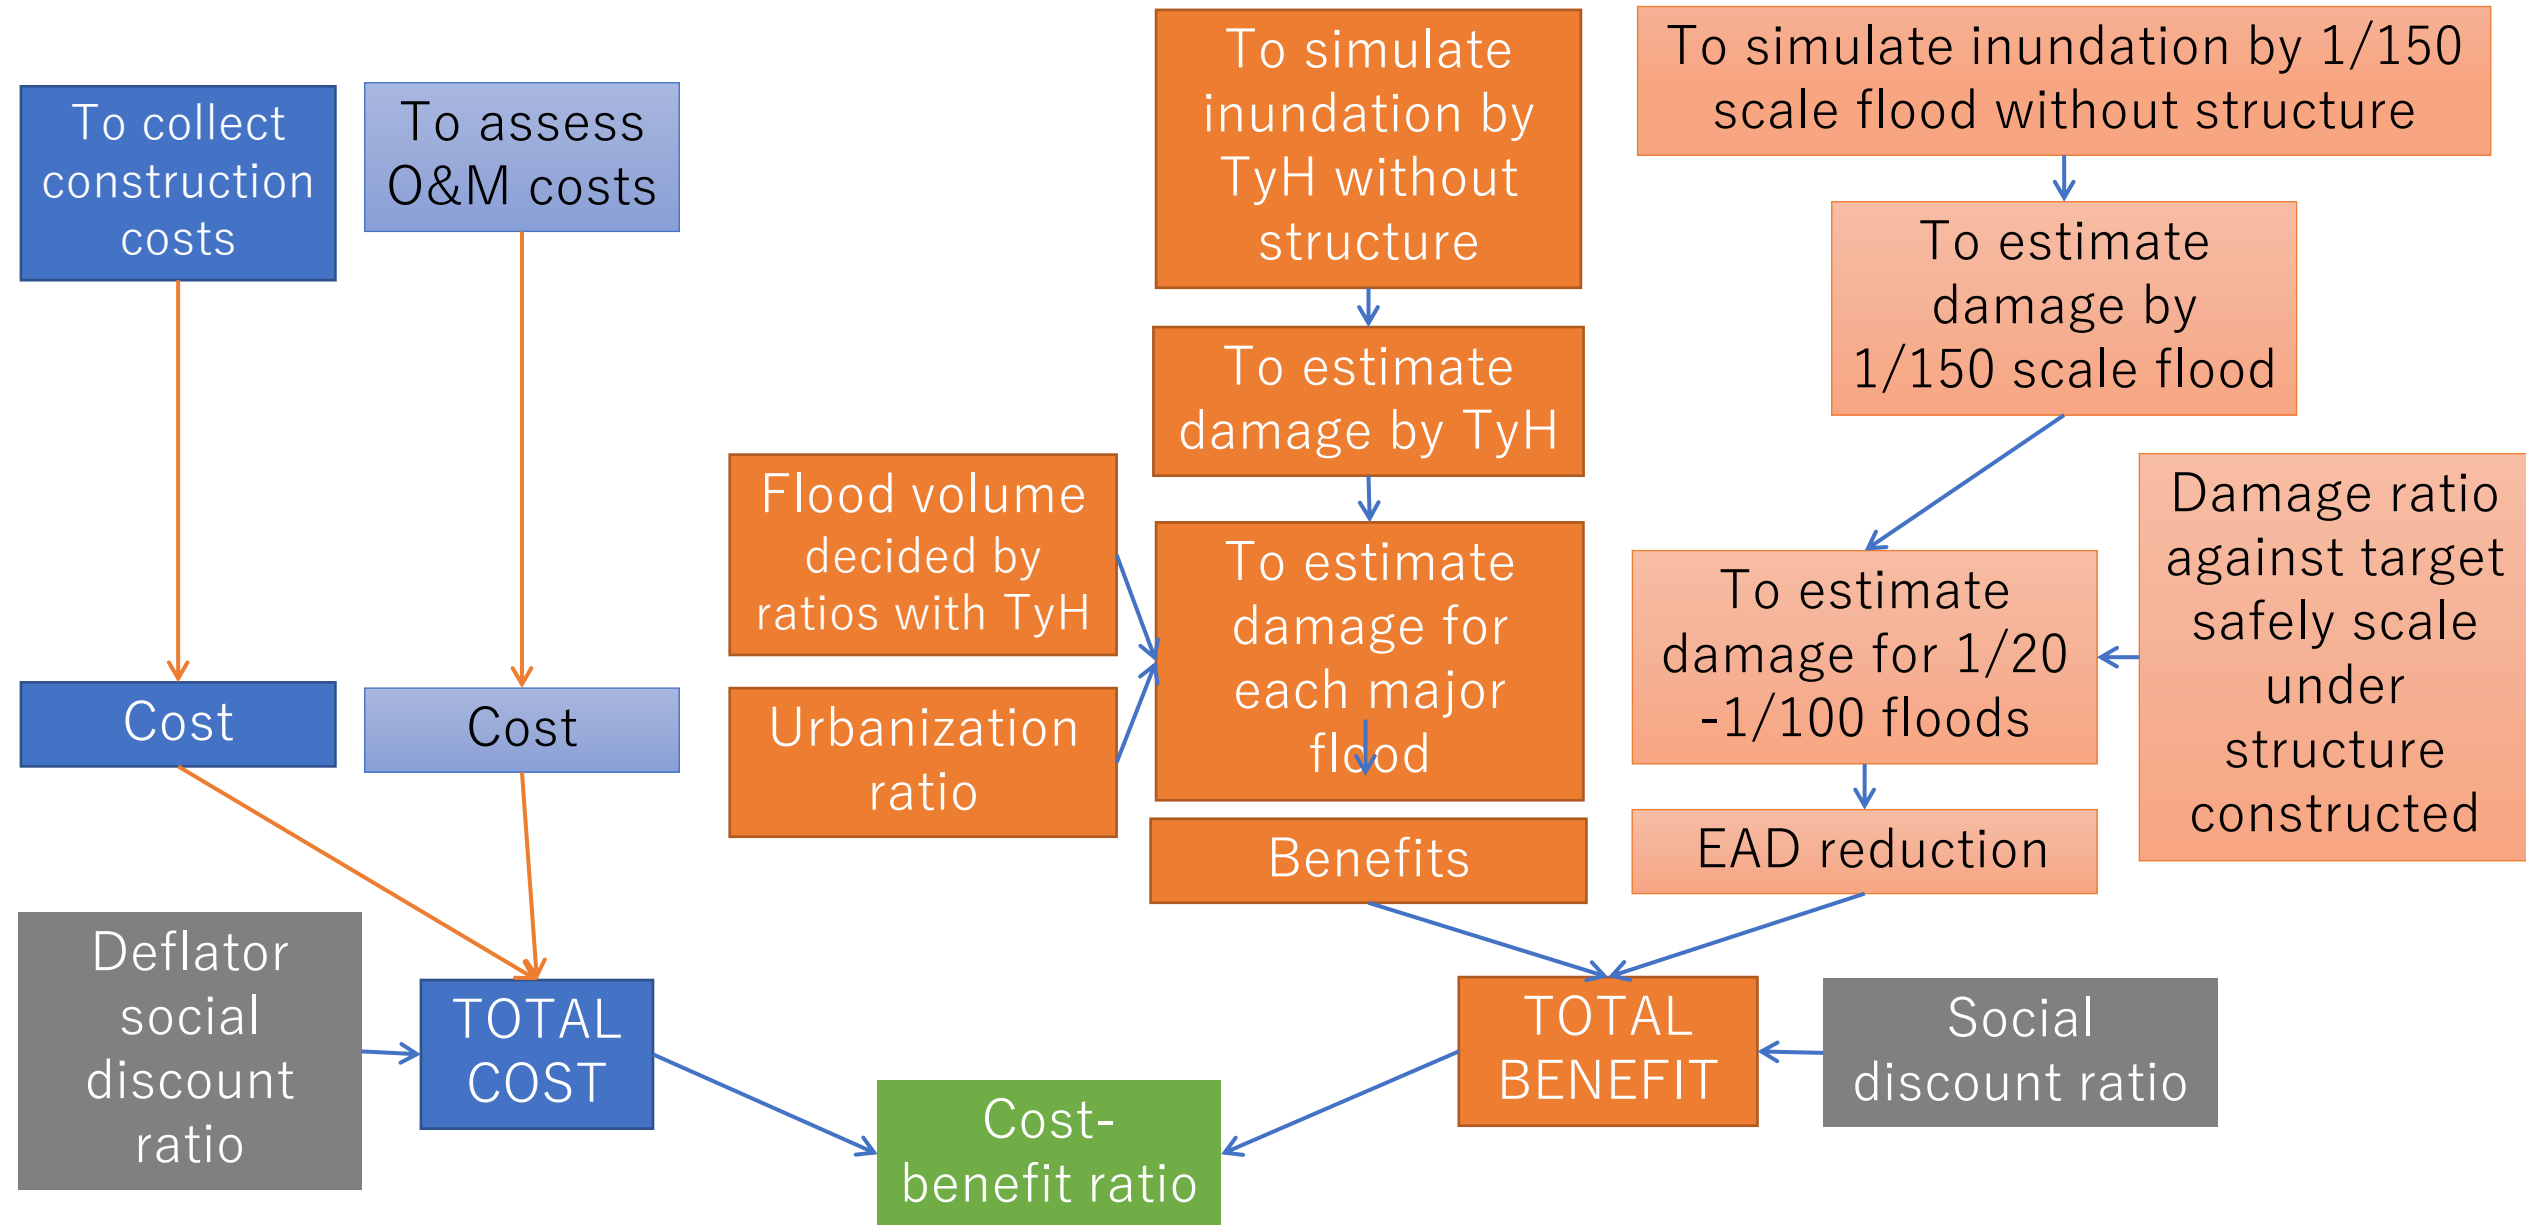 To collect
construction
costs
To assess
O&M costs
To simulate
inundation by
TyH without
structure
To simulate inundation by 1/150
scale flood without structure
To estimate
damage by
1/150 scale flood
To estimate
damage by TyH
Flood volume
decided by
ratios with TyH
To estimate
damage for
each major
flood
To estimate
damage for 1/20
-1/100 floods
Damage ratio
against target
safely scale
under
structure
constructed
Cost
Cost
Urbanization
ratio
Benefits
EAD reduction
Deflator
social
discount
ratio
TOTAL
COST
TOTAL
BENEFIT
Social
discount ratio
Cost-
benefit ratio